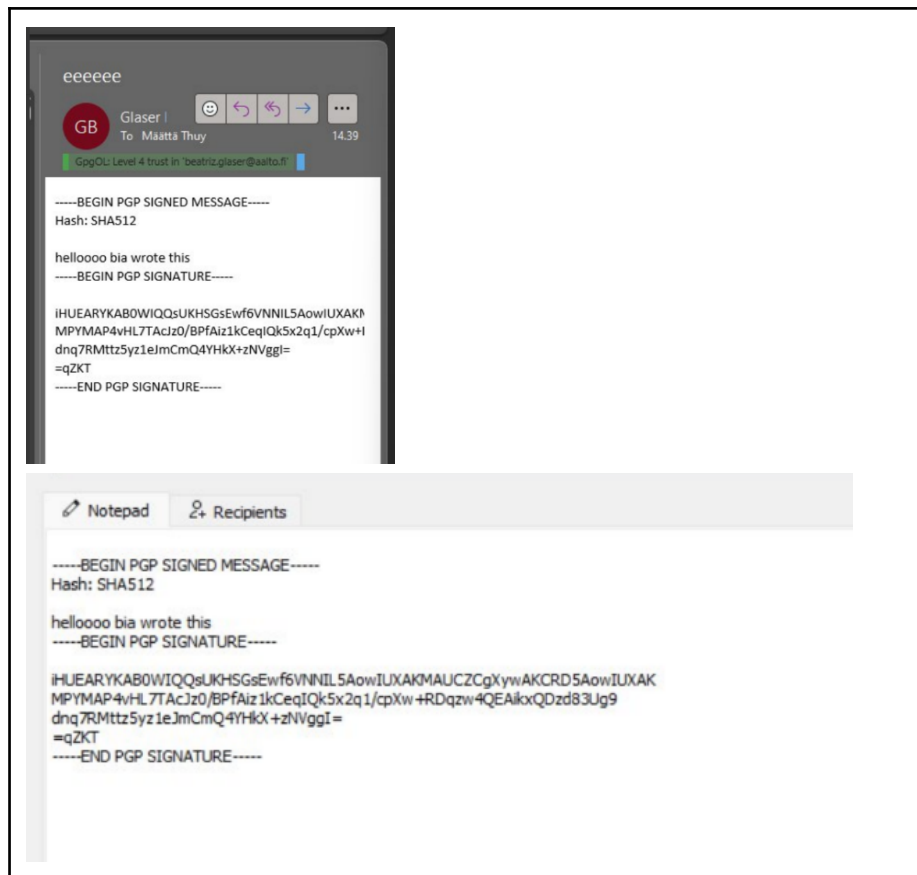 eeeeee
GB
Glaser
To Määttä Thuy
14.39
GpgOL: Level 4 trust in 'beatriz.glaser@aalto.fi'
-----BEGIN PGP SIGNED MESSAGE-----
Hash: SHA512
helloooo bia wrote this
-----BEGIN PGP SIGNATURE-----
iHUEARYKAB0WIQQsUKHSGsEwf6VNNIL5AowIUXAKM
MPYMAP4vHL7TAcJz0/BPfAiz1kCeqIQk5x2q1/cpXw+I
dnq7RMttz5yz1eJmCmQ4YHkX+zNVggI=
=qZKT
-----END PGP SIGNATURE-----
Notepad
Recipients
-----BEGIN PGP SIGNED MESSAGE-----
Hash: SHA512
helloooo bia wrote this
-----BEGIN PGP SIGNATURE-----
iHUEARYKAB0WIQQsUKHSGsEwf6VNNIL5AowIUXAKMAUCZCgXywAKCRD5AowIUXAK
MPYMAP4vHL7TAcJz0/BPfAiz1kCeqIQk5x2q1/cpXw+RDqzw4QEAikxQDzd83Ug9
dnq7RMttz5yz1eJmCmQ4YHkX+zNVggI=
=qZKT
-----END PGP SIGNATURE-----